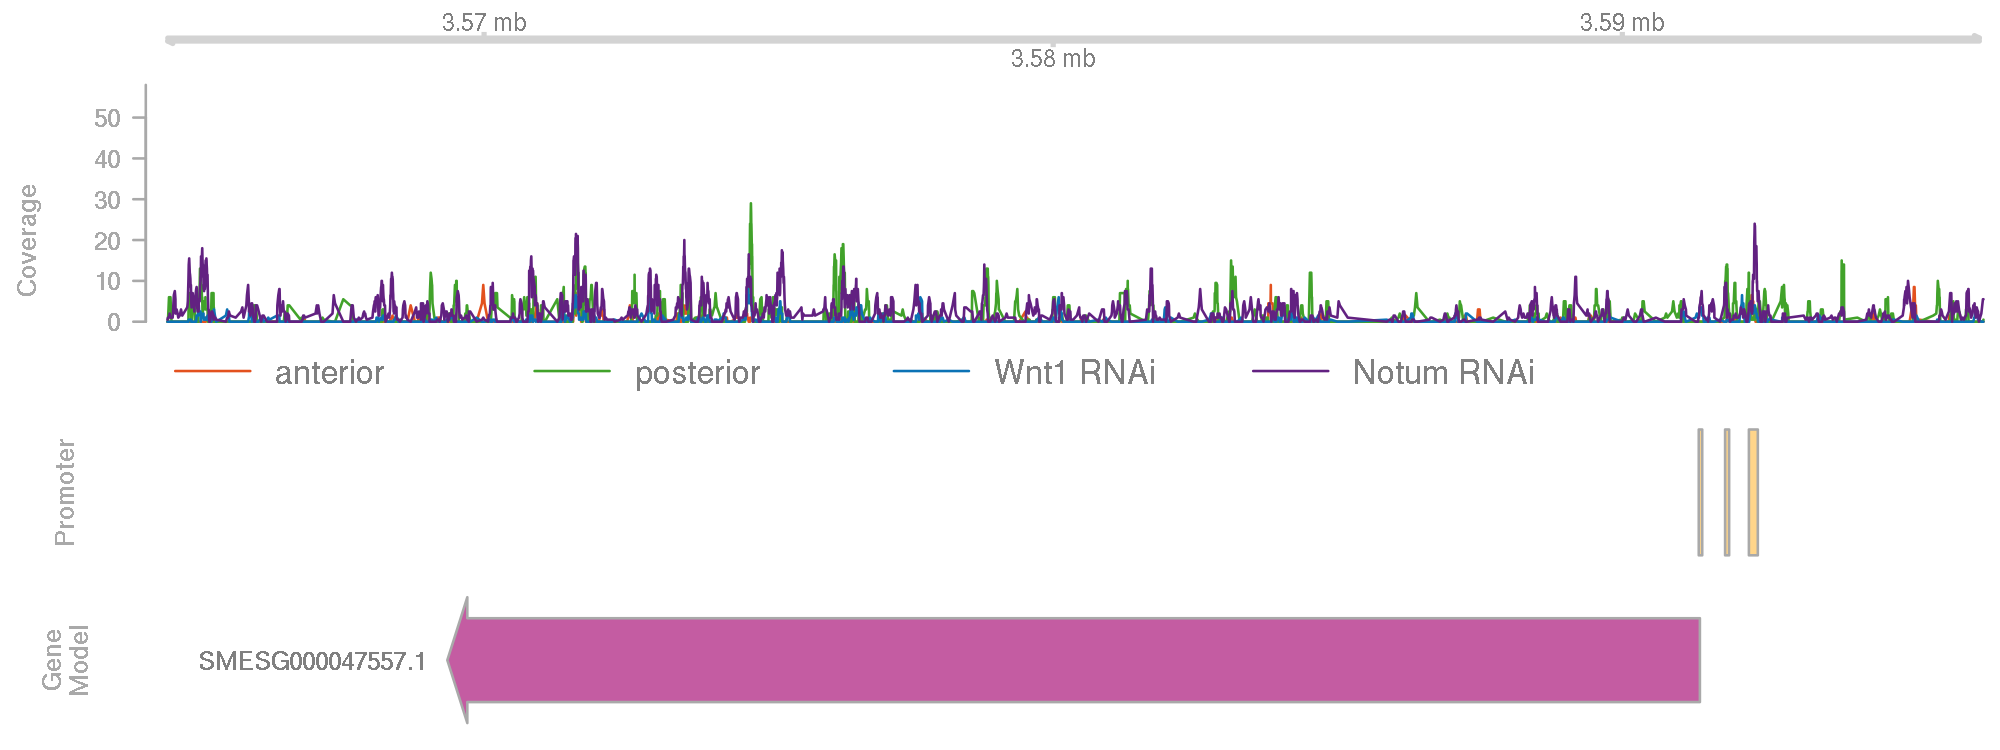 3.57 mb
3.59 mb
3.58 mb
Coverage
50
40
30
20
10
0
anterior
posterior
Wnt1 RNAi
Notum RNAi
Promoter
Gene
Model
SMESG000047557.1